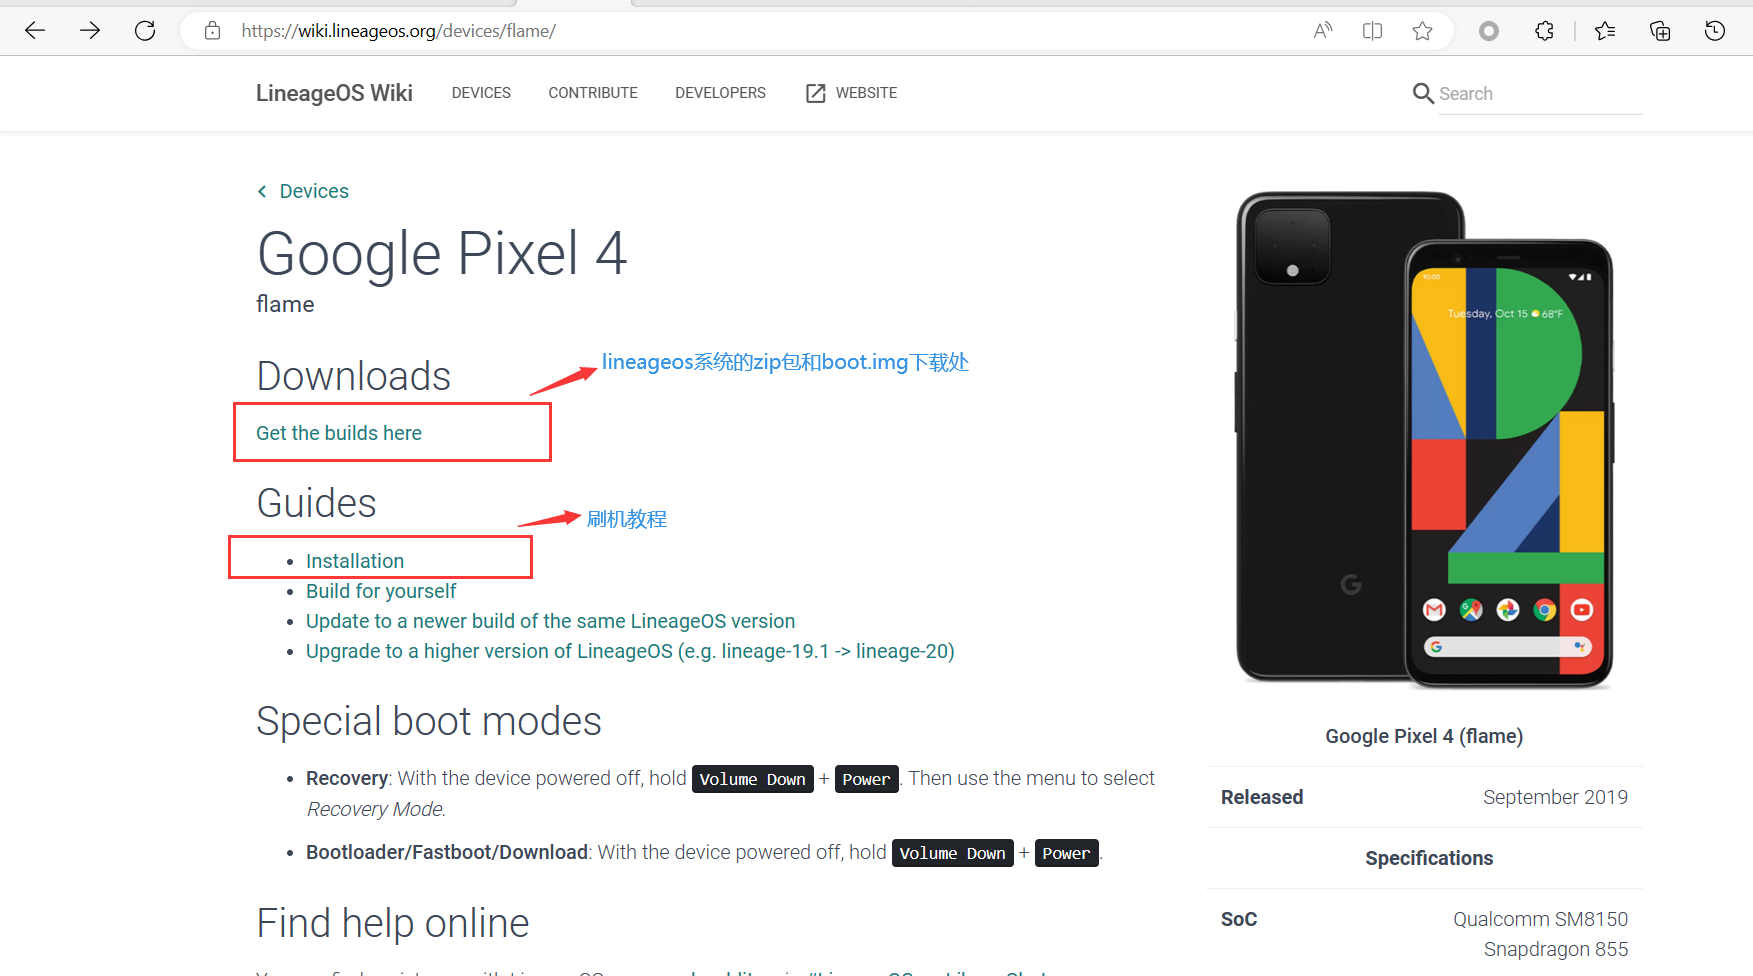 https://wiki.lineageos.org/devices/flame/
LineageOS Wiki
DEVICES
CONTRIBUTE
DEVELOPERS
WEBSITE
Search
Devices
Google Pixel 4
flame
Downloads
lineageos系统的zip包和boot.img下载处
Get the builds here
Guides
刷机教程
Installation
Build for yourself
Update to a newer build of the same LineageOS version
Upgrade to a higher version of LineageOS (e.g. lineage-19.1 -> lineage-20)
Special boot modes
Recovery: With the device powered off, hold Volume Down + Power. Then use the menu to select
Recovery Mode.
Bootloader/Fastboot/Download: With the device powered off, hold Volume Down + Power.
Find help online
10:00
Tuesday, Oct 15 68°F
Google Pixel 4 (flame)
Released September 2019
Specifications
SoC Qualcomm SM8150
Snapdragon 855